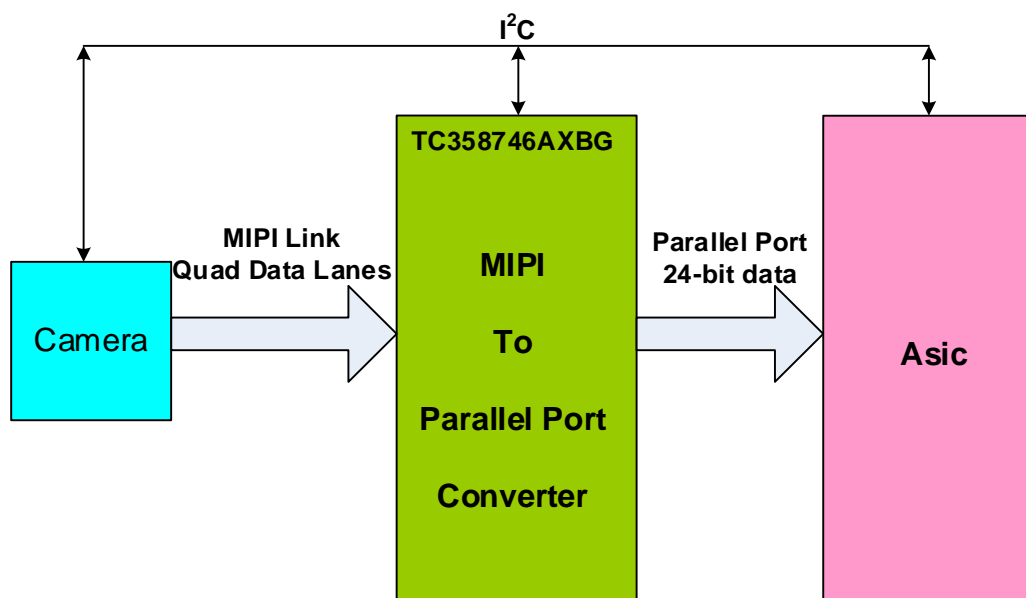 I²C
TC358746AXBG
MIPI Link
Quad Data Lanes
Parallel Port
24-bit data
Camera
MIPI
To
Parallel Port
Converter
Asic